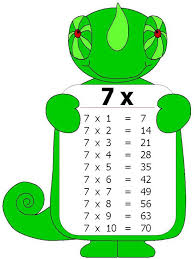 7 x
7 x 1 = 7
7 x 2 = 14
7 x 3 = 21
7 x 4 = 28
7 x 5 = 35
7 x 6 = 42
7 x 7 = 49
7 x 8 = 56
7 x 9 = 63
7 x 10 = 70